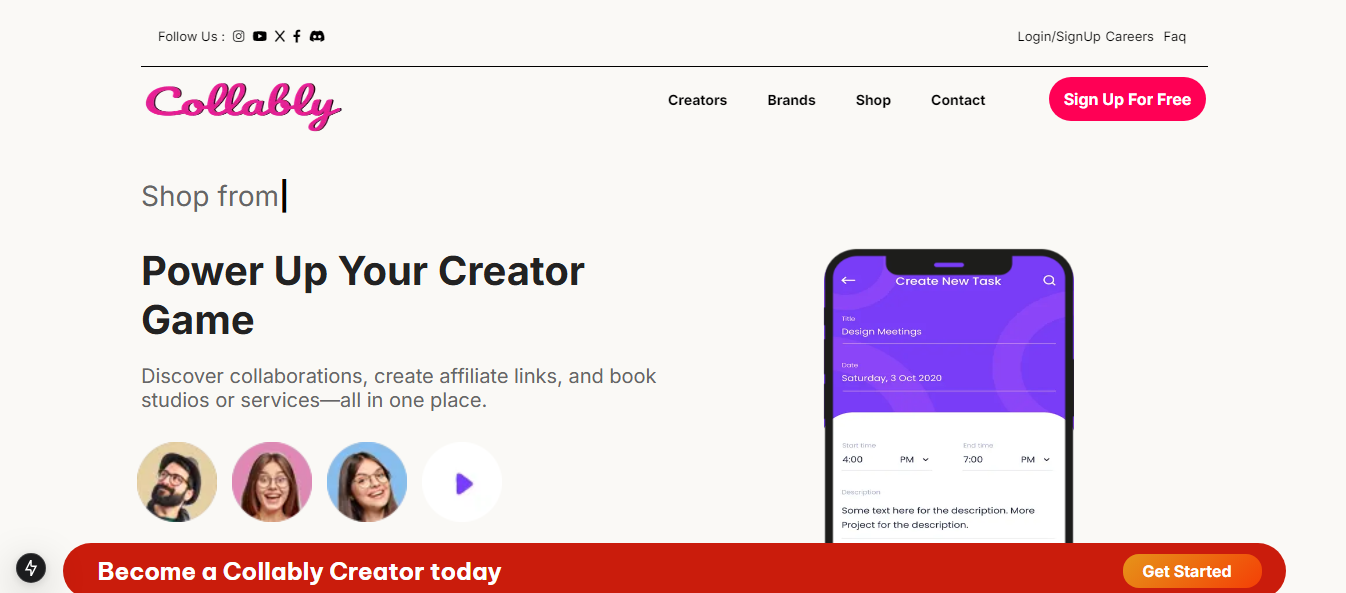 Follow Us :
Login/SignUp Careers Faq
Collably
Creators Brands Shop Contact
Sign Up For Free
Shop from
Power Up Your Creator
Game
Discover collaborations, create affiliate links, and book
studios or services—all in one place.
Create New Task
Title
Design Meetings
Date
Saturday, 3 Oct 2020
Start time End time
4:00 PM 7:00 PM
Description
Some text here for the description. More
Project for the description.
Become a Collably Creator today
Get Started